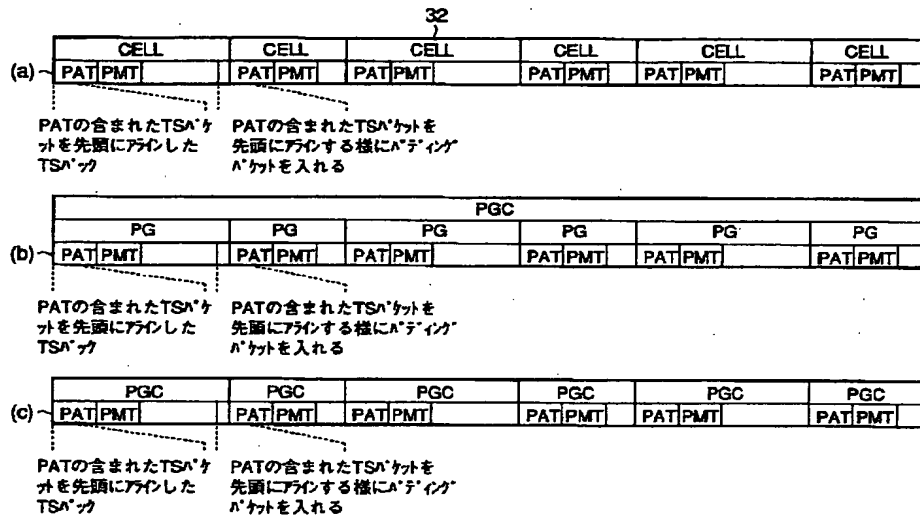 32
CELL CELL CELL CELL CELL CELL
(a) PAT PMT PAT PMT PAT PMT PAT PMT PAT PMT PAT PMT
PATの含まれたTSパケ
ットを先頭にアラインした
TSパック
PATの含まれたTSパケットを
先頭にアラインする様にパディング
パケットを入れる
PGC
PG PG PG PG PG PG
(b) PAT PMT PAT PMT PAT PMT PAT PMT PAT PMT PAT PMT
PATの含まれたTSパケ
ットを先頭にアラインした
TSパック
PATの含まれたTSパケットを
先頭にアラインする様にパディング
パケットを入れる
PGC PGC PGC PGC PGC PGC
(c) PAT PMT PAT PMT PAT PMT PAT PMT PAT PMT PAT PMT
PATの含まれたTSパケ
ットを先頭にアラインした
TSパック
PATの含まれたTSパケットを
先頭にアラインする様にパディング
パケットを入れる